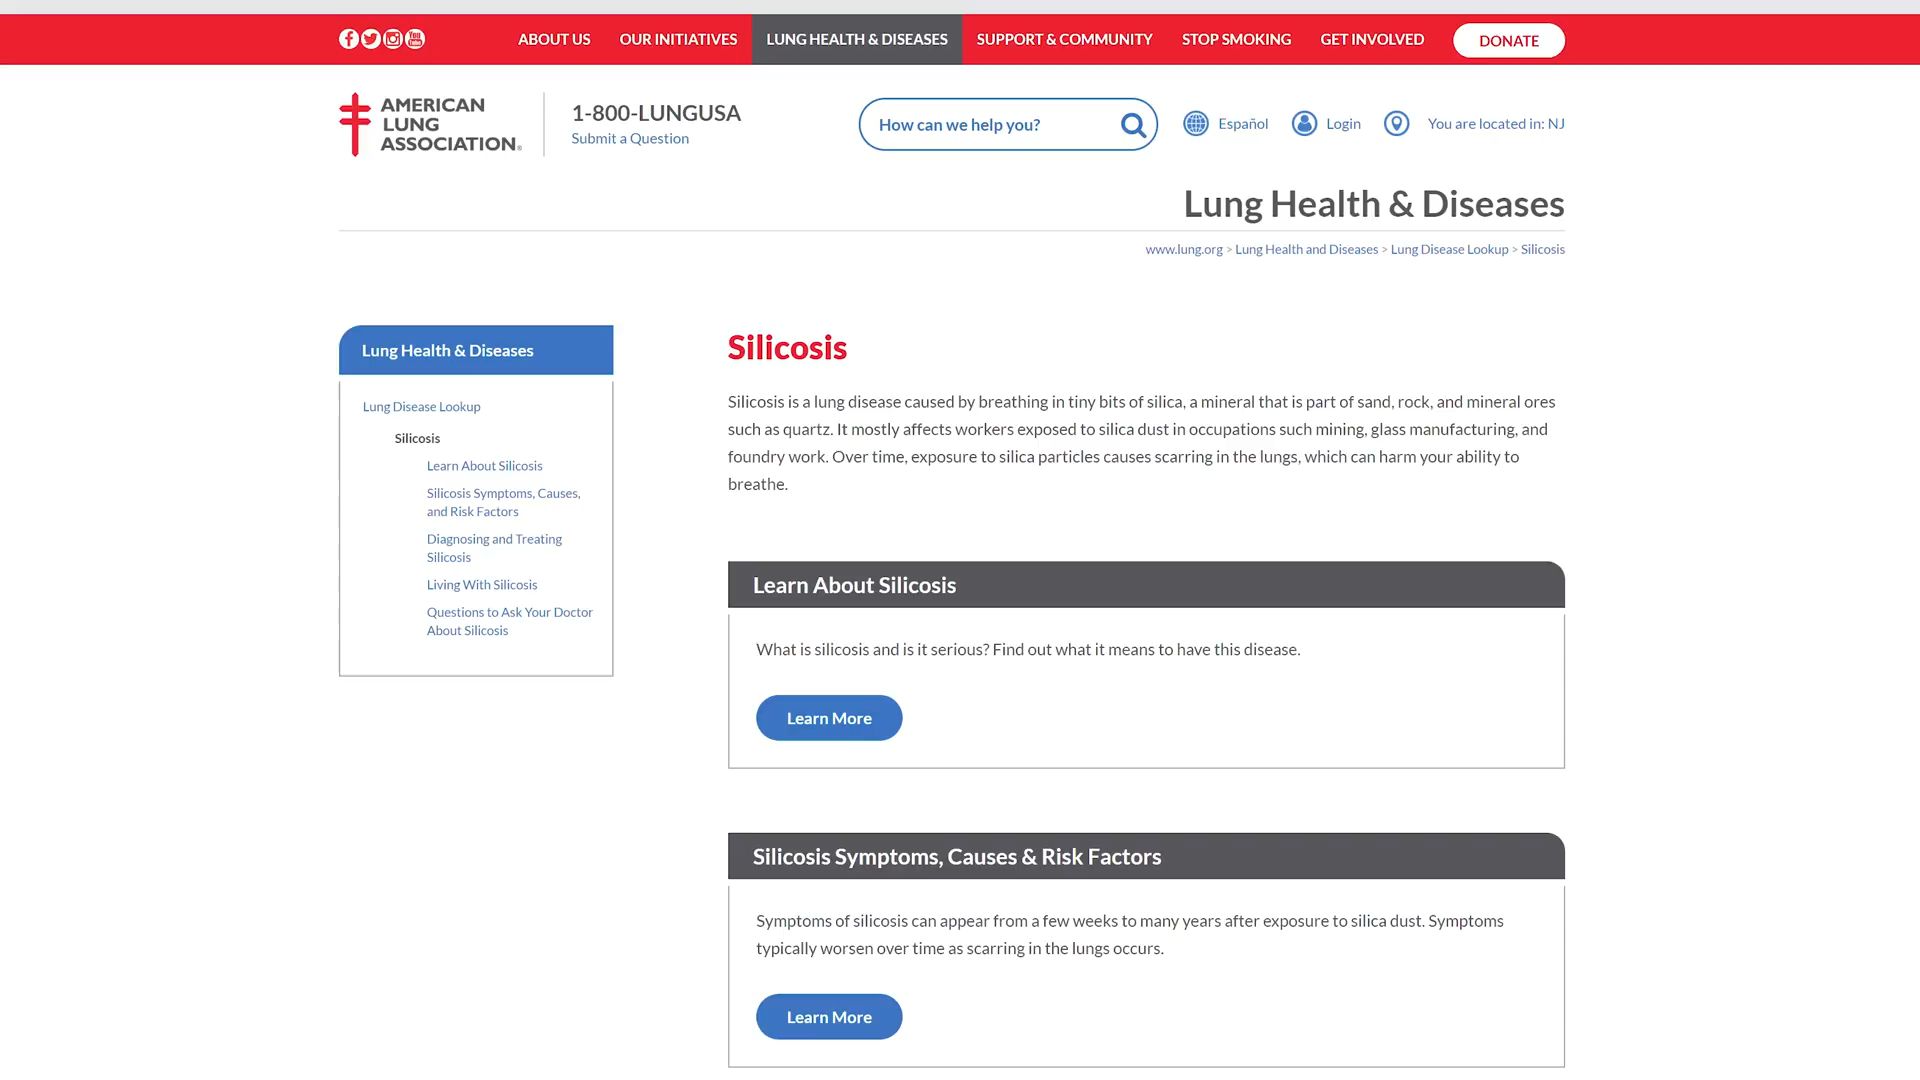 ABOUT US
OUR INITIATIVES
LUNG HEALTH & DISEASES
SUPPORT & COMMUNITY
STOP SMOKING
GET INVOLVED
DONATE
You
Tube
AMERICAN
LUNG
ASSOCIATION®
1-800-LUNGUSA
Submit a Question
How can we help you?
Español
Login
You are located in: NJ
Lung Health & Diseases
www.lung.org > Lung Health and Diseases > Lung Disease Lookup > Silicosis
Lung Health & Diseases
Lung Disease Lookup
Silicosis
Learn About Silicosis
Silicosis Symptoms, Causes,
and Risk Factors
Diagnosing and Treating
Silicosis
Living With Silicosis
Questions to Ask Your Doctor
About Silicosis
Silicosis
Silicosis is a lung disease caused by breathing in tiny bits of silica, a mineral that is part of sand, rock, and mineral ores
such as quartz. It mostly affects workers exposed to silica dust in occupations such mining, glass manufacturing, and
foundry work. Over time, exposure to silica particles causes scarring in the lungs, which can harm your ability to
breathe.
Learn About Silicosis
What is silicosis and is it serious? Find out what it means to have this disease.
Learn More
Silicosis Symptoms, Causes & Risk Factors
Symptoms of silicosis can appear from a few weeks to many years after exposure to silica dust. Symptoms
typically worsen over time as scarring in the lungs occurs.
Learn More